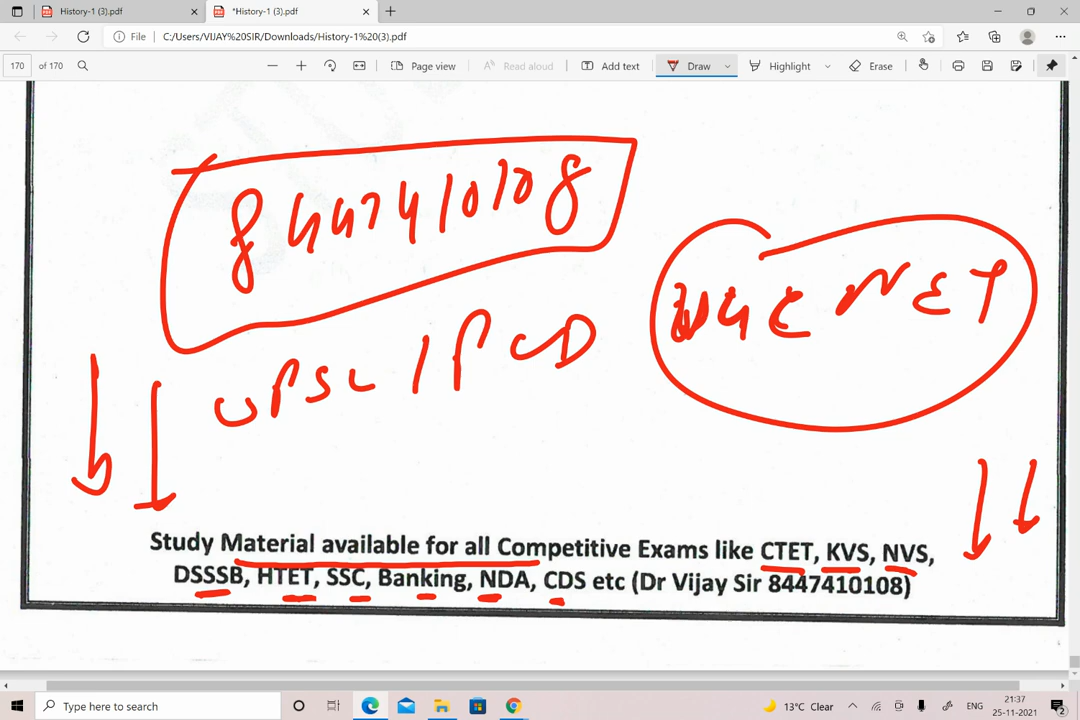 History-1 (3).pdf
*History-1 (3).pdf
File C:/Users/VIJAY%20SIR/Downloads/History-1%20(3).pdf
170 of 170 Page view Read aloud Add text Draw Highlight Erase
8447410108
UGC NET
UPSC / PCD
Study Material available for all Competitive Exams like CTET, KVS, NVS,
DSSSB, HTET, SSC, Banking, NDA, CDS etc (Dr Vijay Sir 8447410108)
Type here to search
13°C Clear ENG
21:37
25-11-2021
2